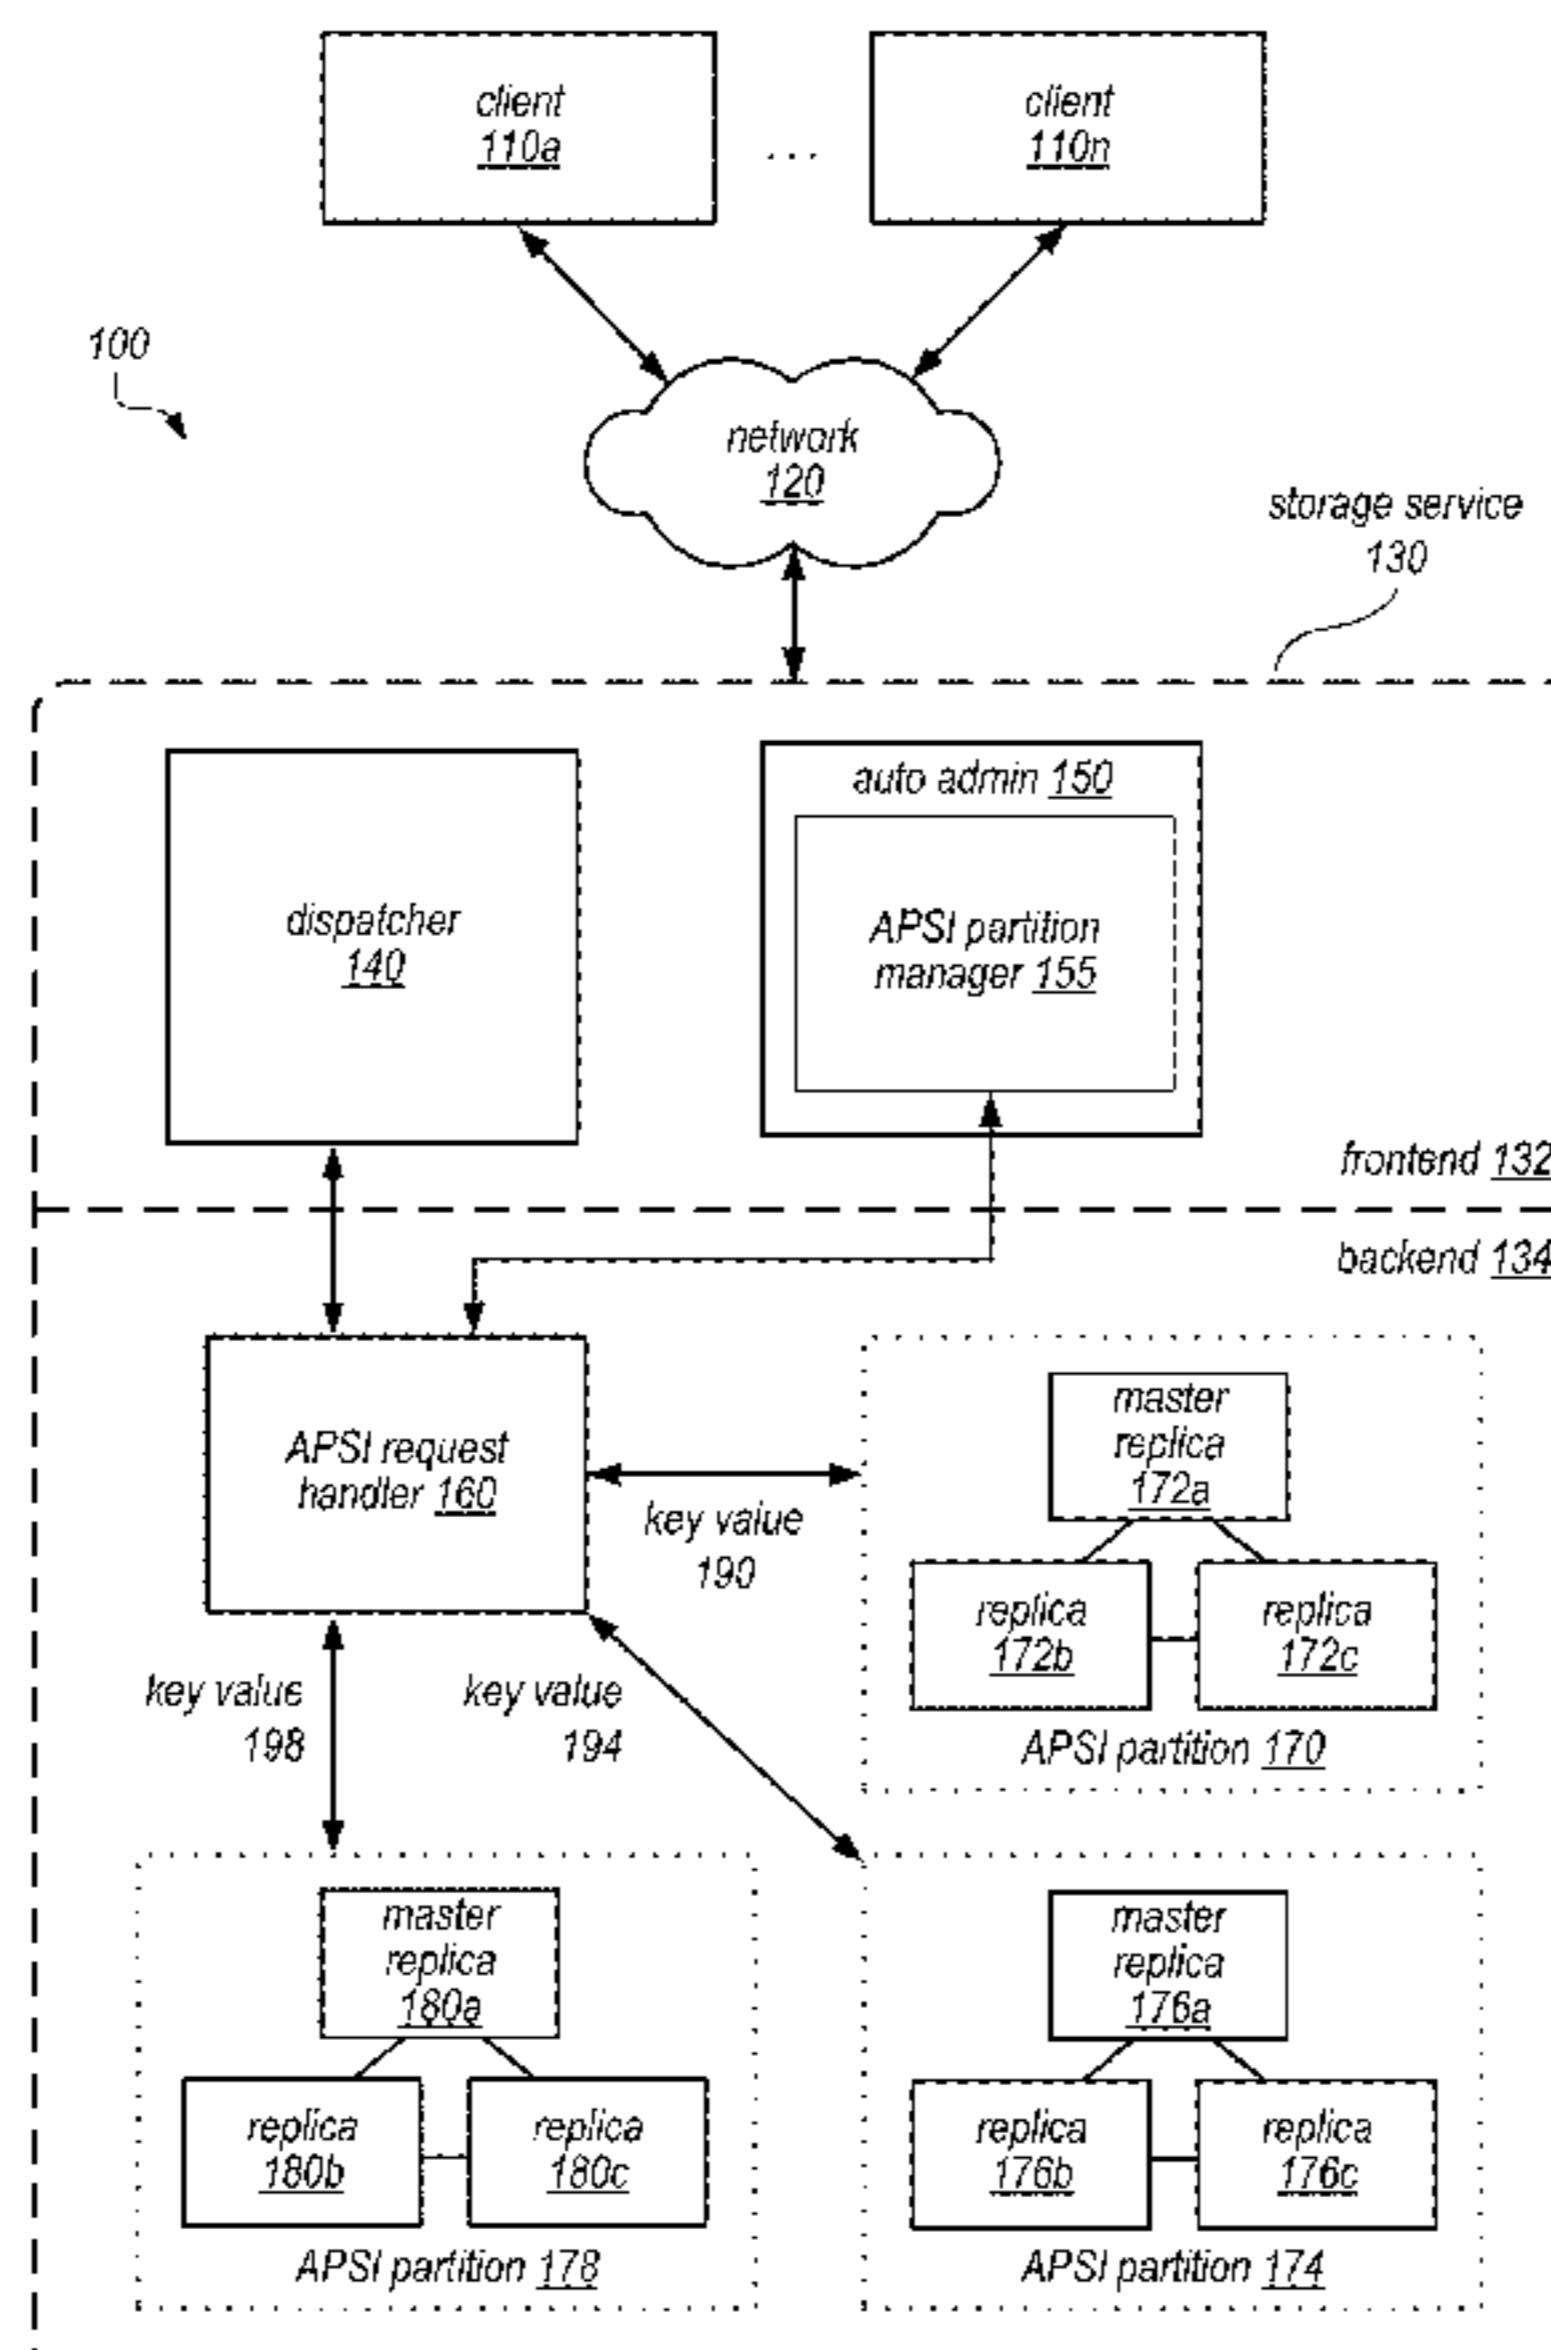 client
110a
...
client
110n
100
network
120
storage service
130
dispatcher
140
auto admin 150
APSI partition
manager 155
frontend 132
backend 134
APSI request
handler 160
key value
190
master
replica
172a
replica
172b
replica
172c
APSI partition 170
key value
198
key value
194
master
replica
180a
replica
180b
replica
180c
APSI partition 178
master
replica
176a
replica
176b
replica
176c
APSI partition 174